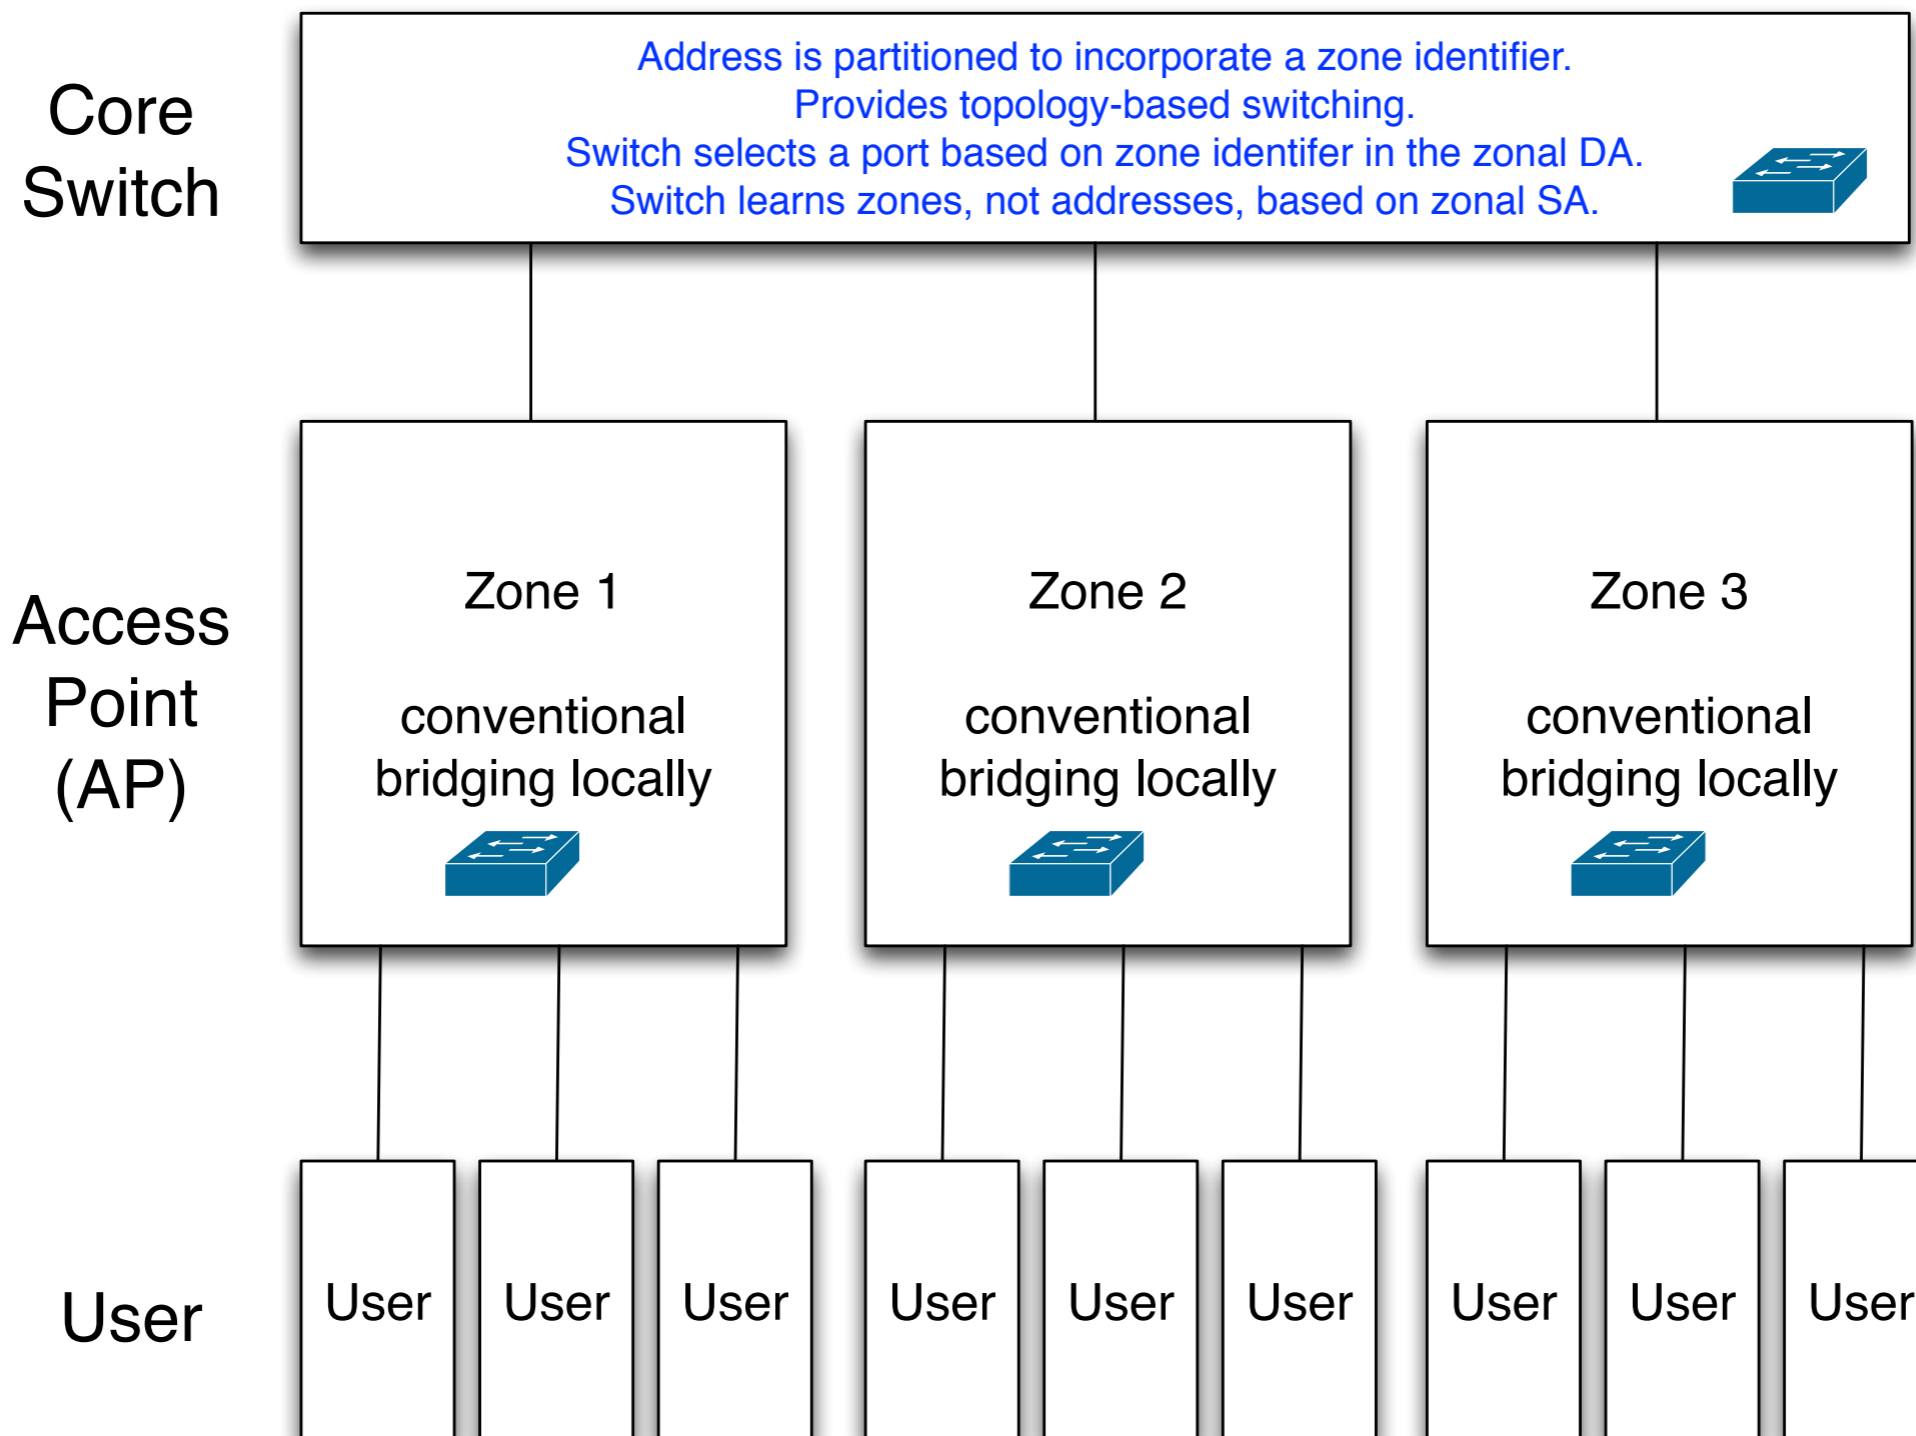 Core
Switch
Address is partitioned to incorporate a zone identifier.
Provides topology-based switching.
Switch selects a port based on zone identifer in the zonal DA.
Switch learns zones, not addresses, based on zonal SA.
Access
Point
(AP)
Zone 1
conventional
bridging locally
Zone 2
conventional
bridging locally
Zone 3
conventional
bridging locally
User
User
User
User
User
User
User
User
User
User